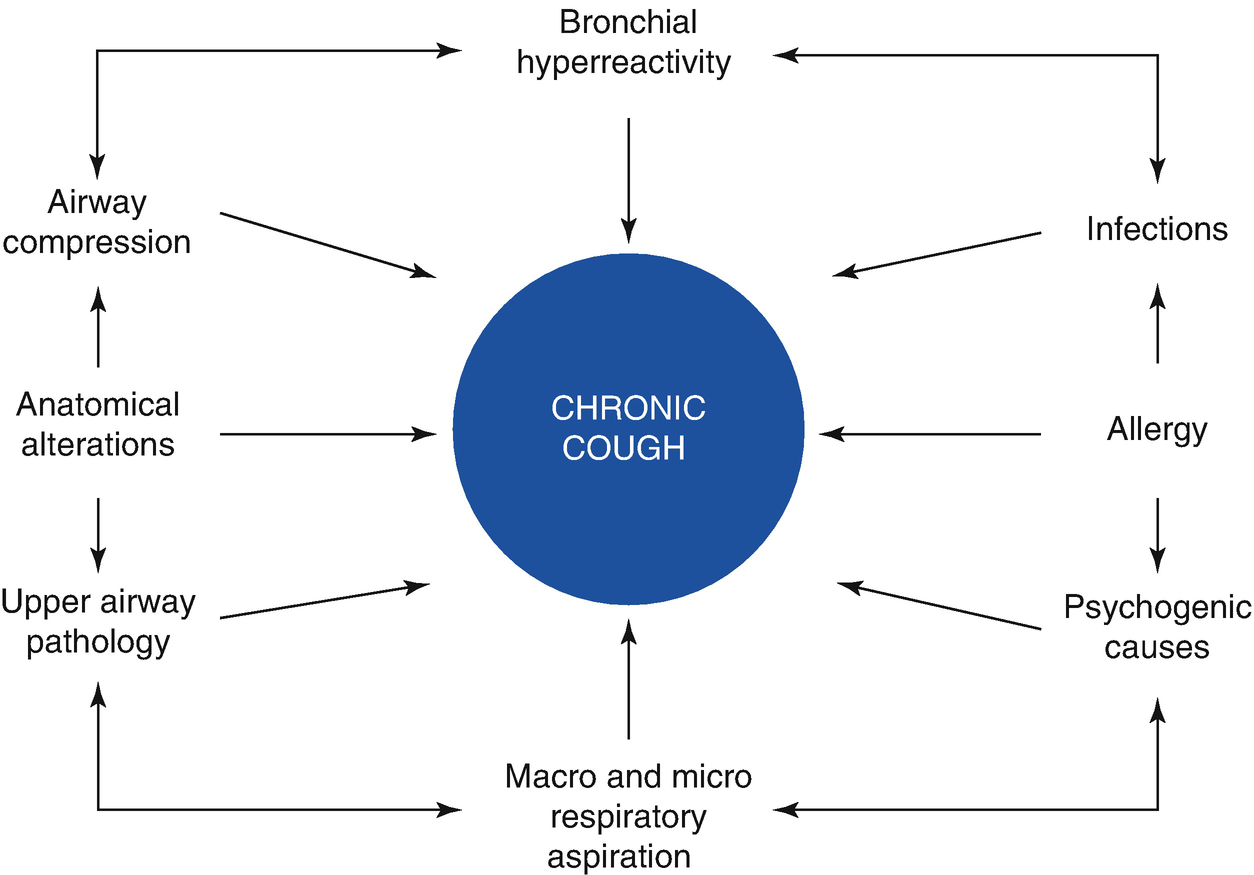 Bronchial
hyperreactivity
Airway
compression
Infections
Anatomical
alterations
CHRONIC
COUGH
Allergy
Upper airway
pathology
Psychogenic
causes
Macro and micro
respiratory
aspiration